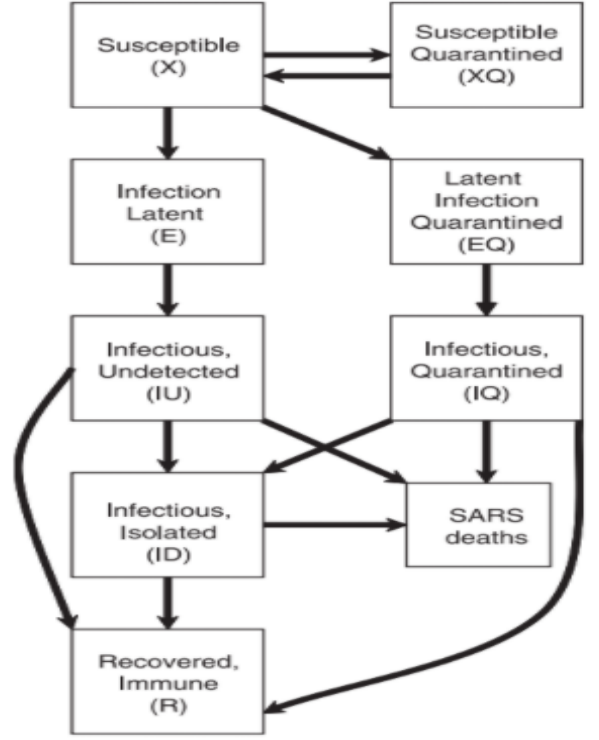 Susceptible
(X)
Susceptible
Quarantined
(XQ)
Infection
Latent
(E)
Latent
Infection
Quarantined
(EQ)
Infectious,
Undetected
(IU)
Infectious,
Quarantined
(IQ)
Infectious,
Isolated
(ID)
SARS
deaths
Recovered,
Immune
(R)